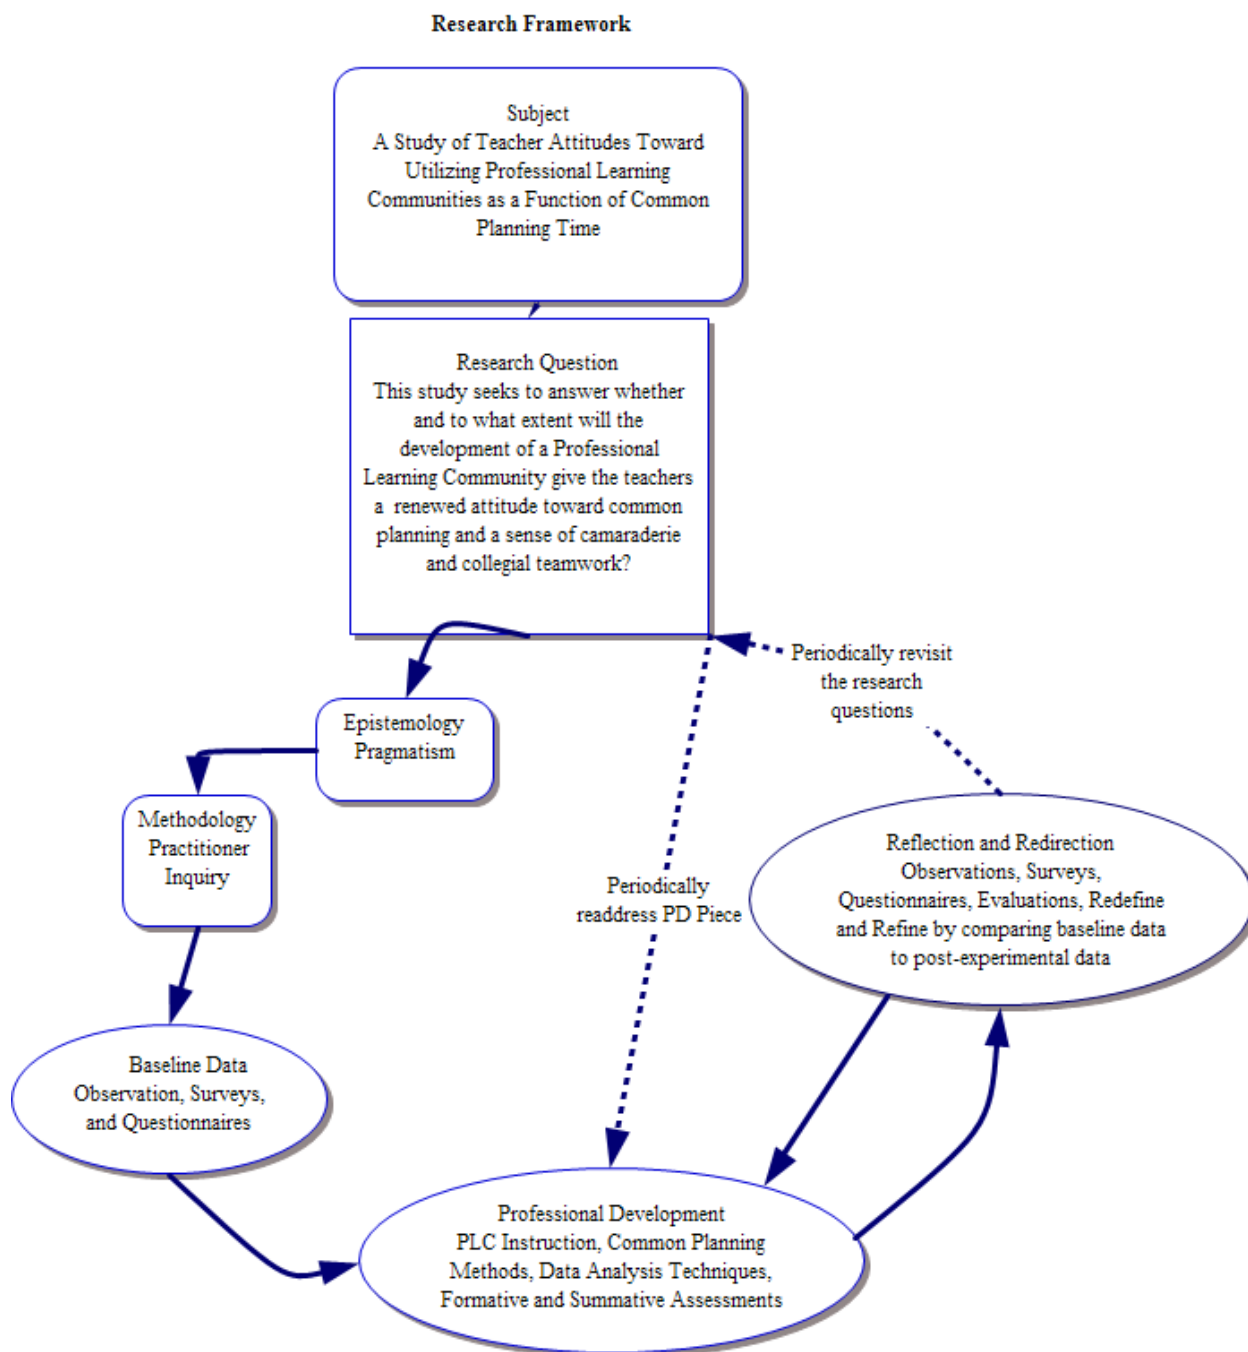 Research Framework
Subject
A Study of Teacher Attitudes Toward
Utilizing Professional Learning
Communities as a Function of Common
Planning Time
Research Question
This study seeks to answer whether
and to what extent will the
development of a Professional
Learning Community give the teachers
a renewed attitude toward common
planning and a sense of camaraderie
and collegial teamwork?
Periodically revisit
the research
questions
Epistemology
Pragmatism
Methodology
Practitioner
Inquiry
Reflection and Redirection
Observations, Surveys,
Questionnaires, Evaluations, Redefine
and Refine by comparing baseline data
to post-experimental data
Periodically
readdress PD Piece
Baseline Data
Observation, Surveys,
and Questionnaires
Professional Development
PLC Instruction, Common Planning
Methods, Data Analysis Techniques,
Formative and Summative Assessments